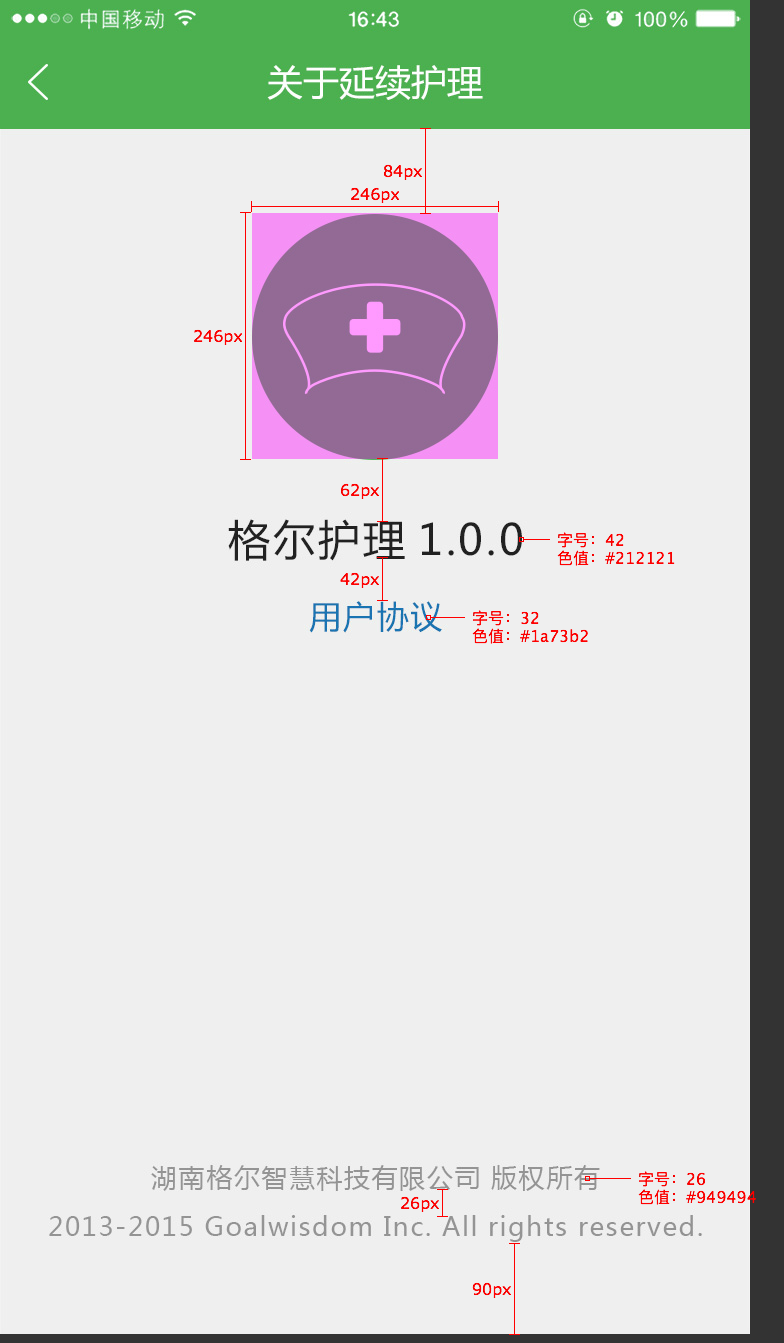 中国移动 16:43 100%
关于延续护理
84px
246px
246px
62px
格尔护理 1.0.0
字号：42
色值：#212121
42px
用户协议
字号：32
色值：#1a73b2
湖南格尔智慧科技有限公司 版权所有
字号：26
色值：#949494
26px
2013-2015 Goalwisdom Inc. All rights reserved.
90px